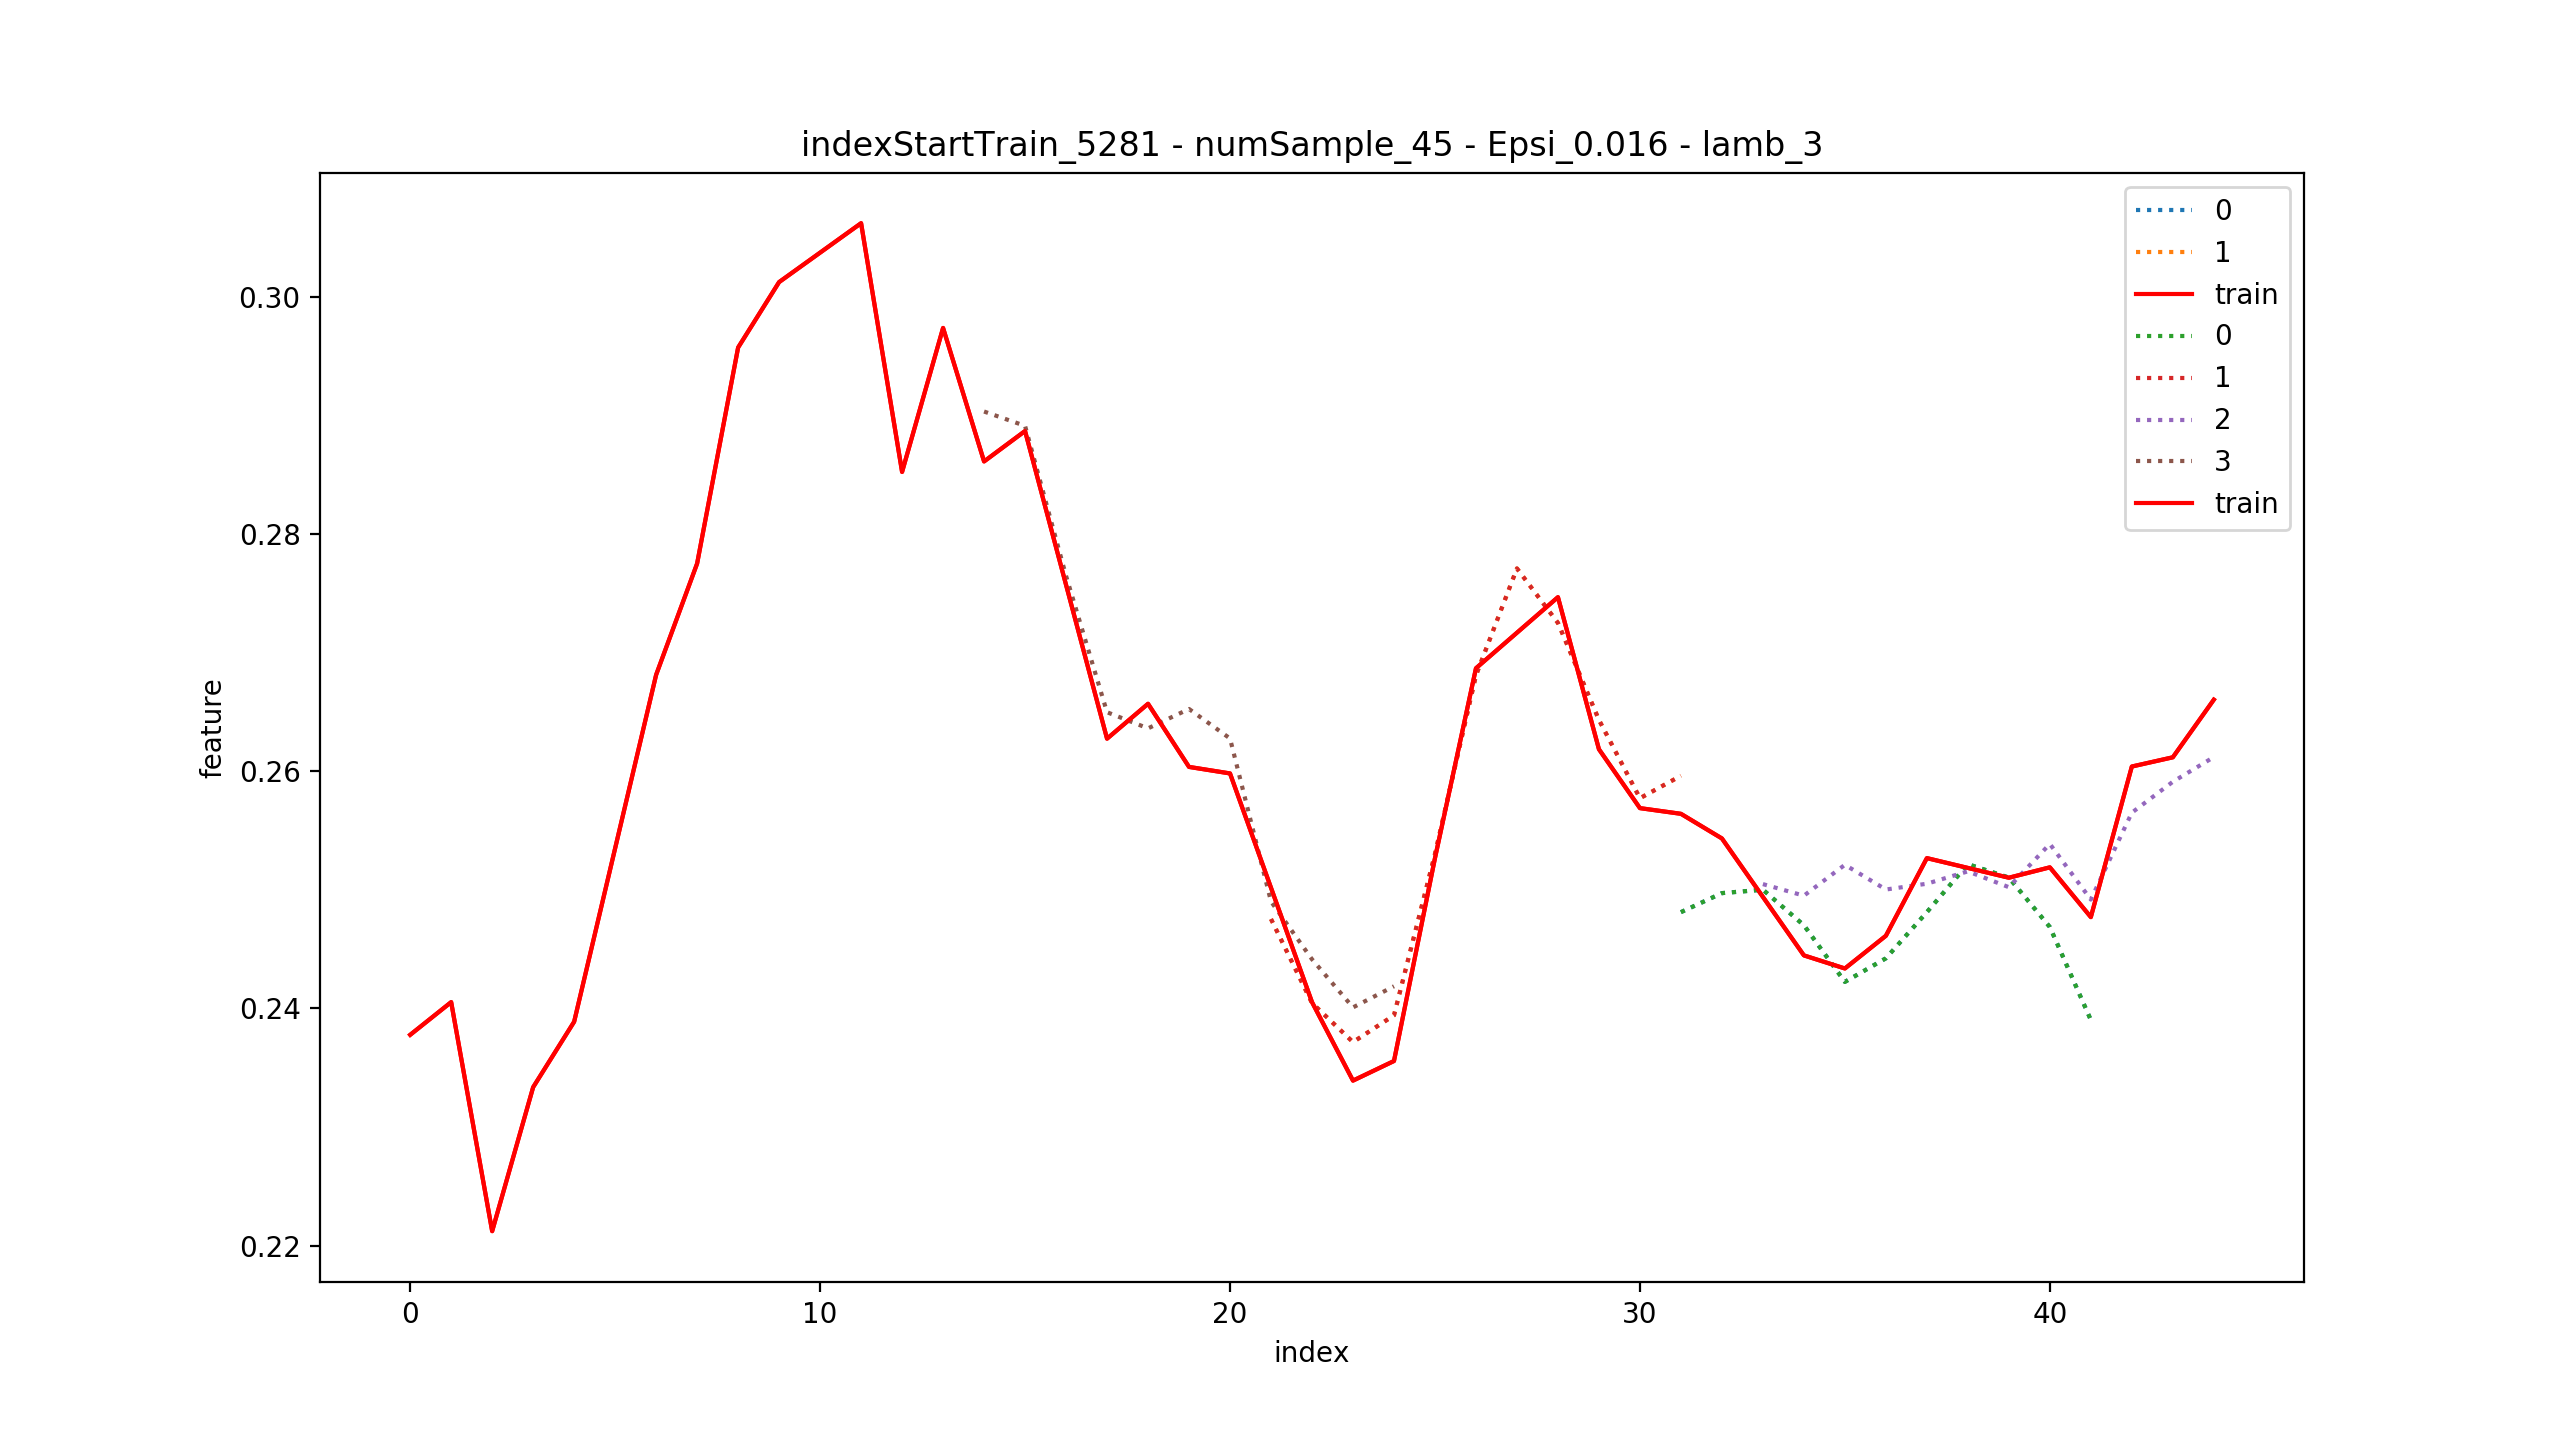 indexStartTrain_5281 - numSample_45 - Epsi_0.016 - lamb_3
0
1
train
0
1
2
3
train
0.30
0.28
0.26
0.24
0.22
feature
0 10 20 30 40
index